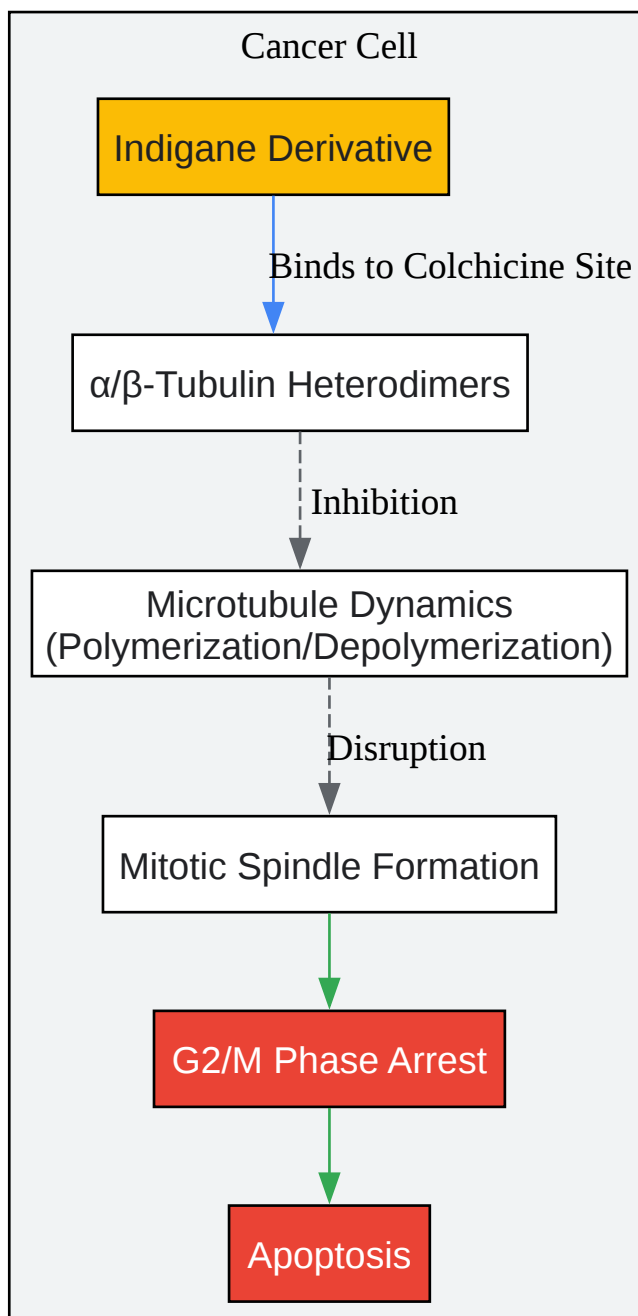 Cancer Cell
Indigane Derivative
Binds to Colchicine Site
α/β-Tubulin Heterodimers
Inhibition
Microtubule Dynamics
(Polymerization/Depolymerization)
Disruption
Mitotic Spindle Formation
G2/M Phase Arrest
Apoptosis